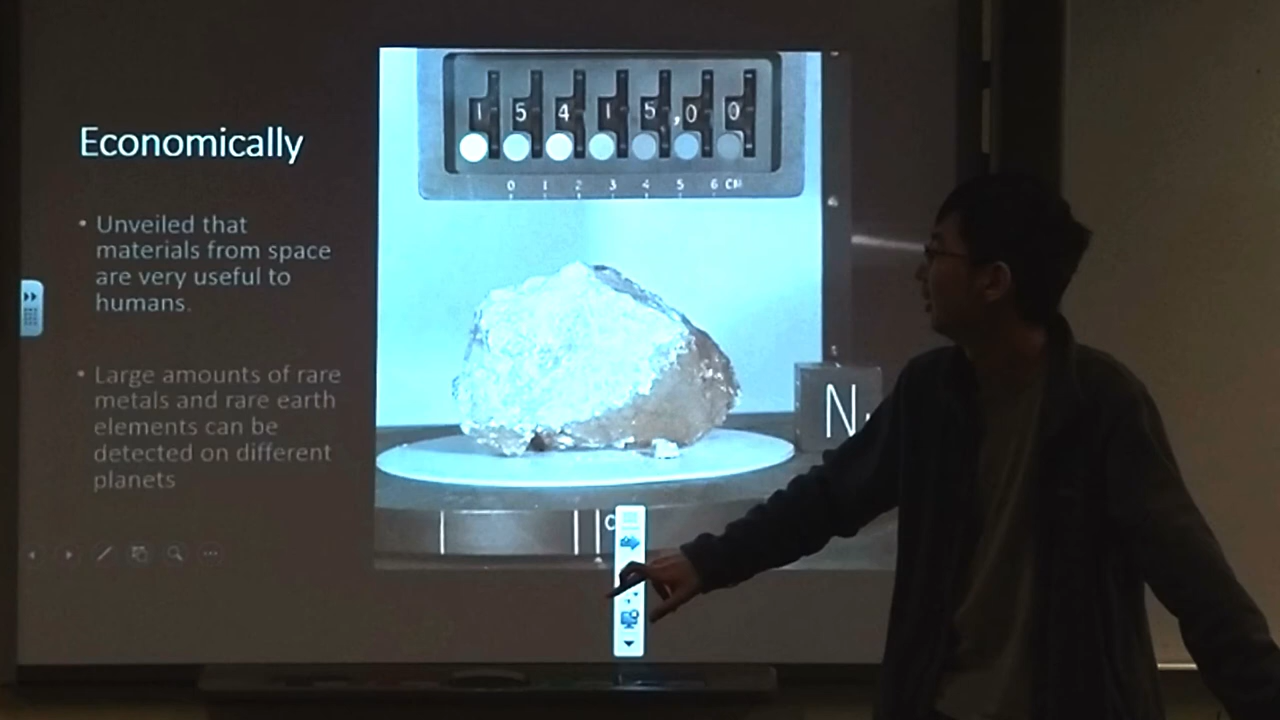 Economically
• Unveiled that
materials from space
are very useful to
humans.
• Large amounts of rare
metals and rare earth
elements can be
detected on different
planets
1 5 4 1 5 , 0 0
0 1 2 3 4 5 6 CM
N
C